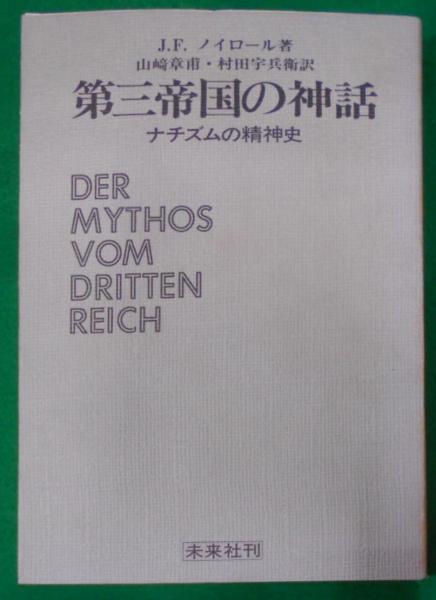 J.F. ノイロール著
山崎章甫・村田宇兵衛訳
第三帝国の神話
ナチズムの精神史
DER
MYTHOS
VOM
DRITTEN
REICH
未来社刊